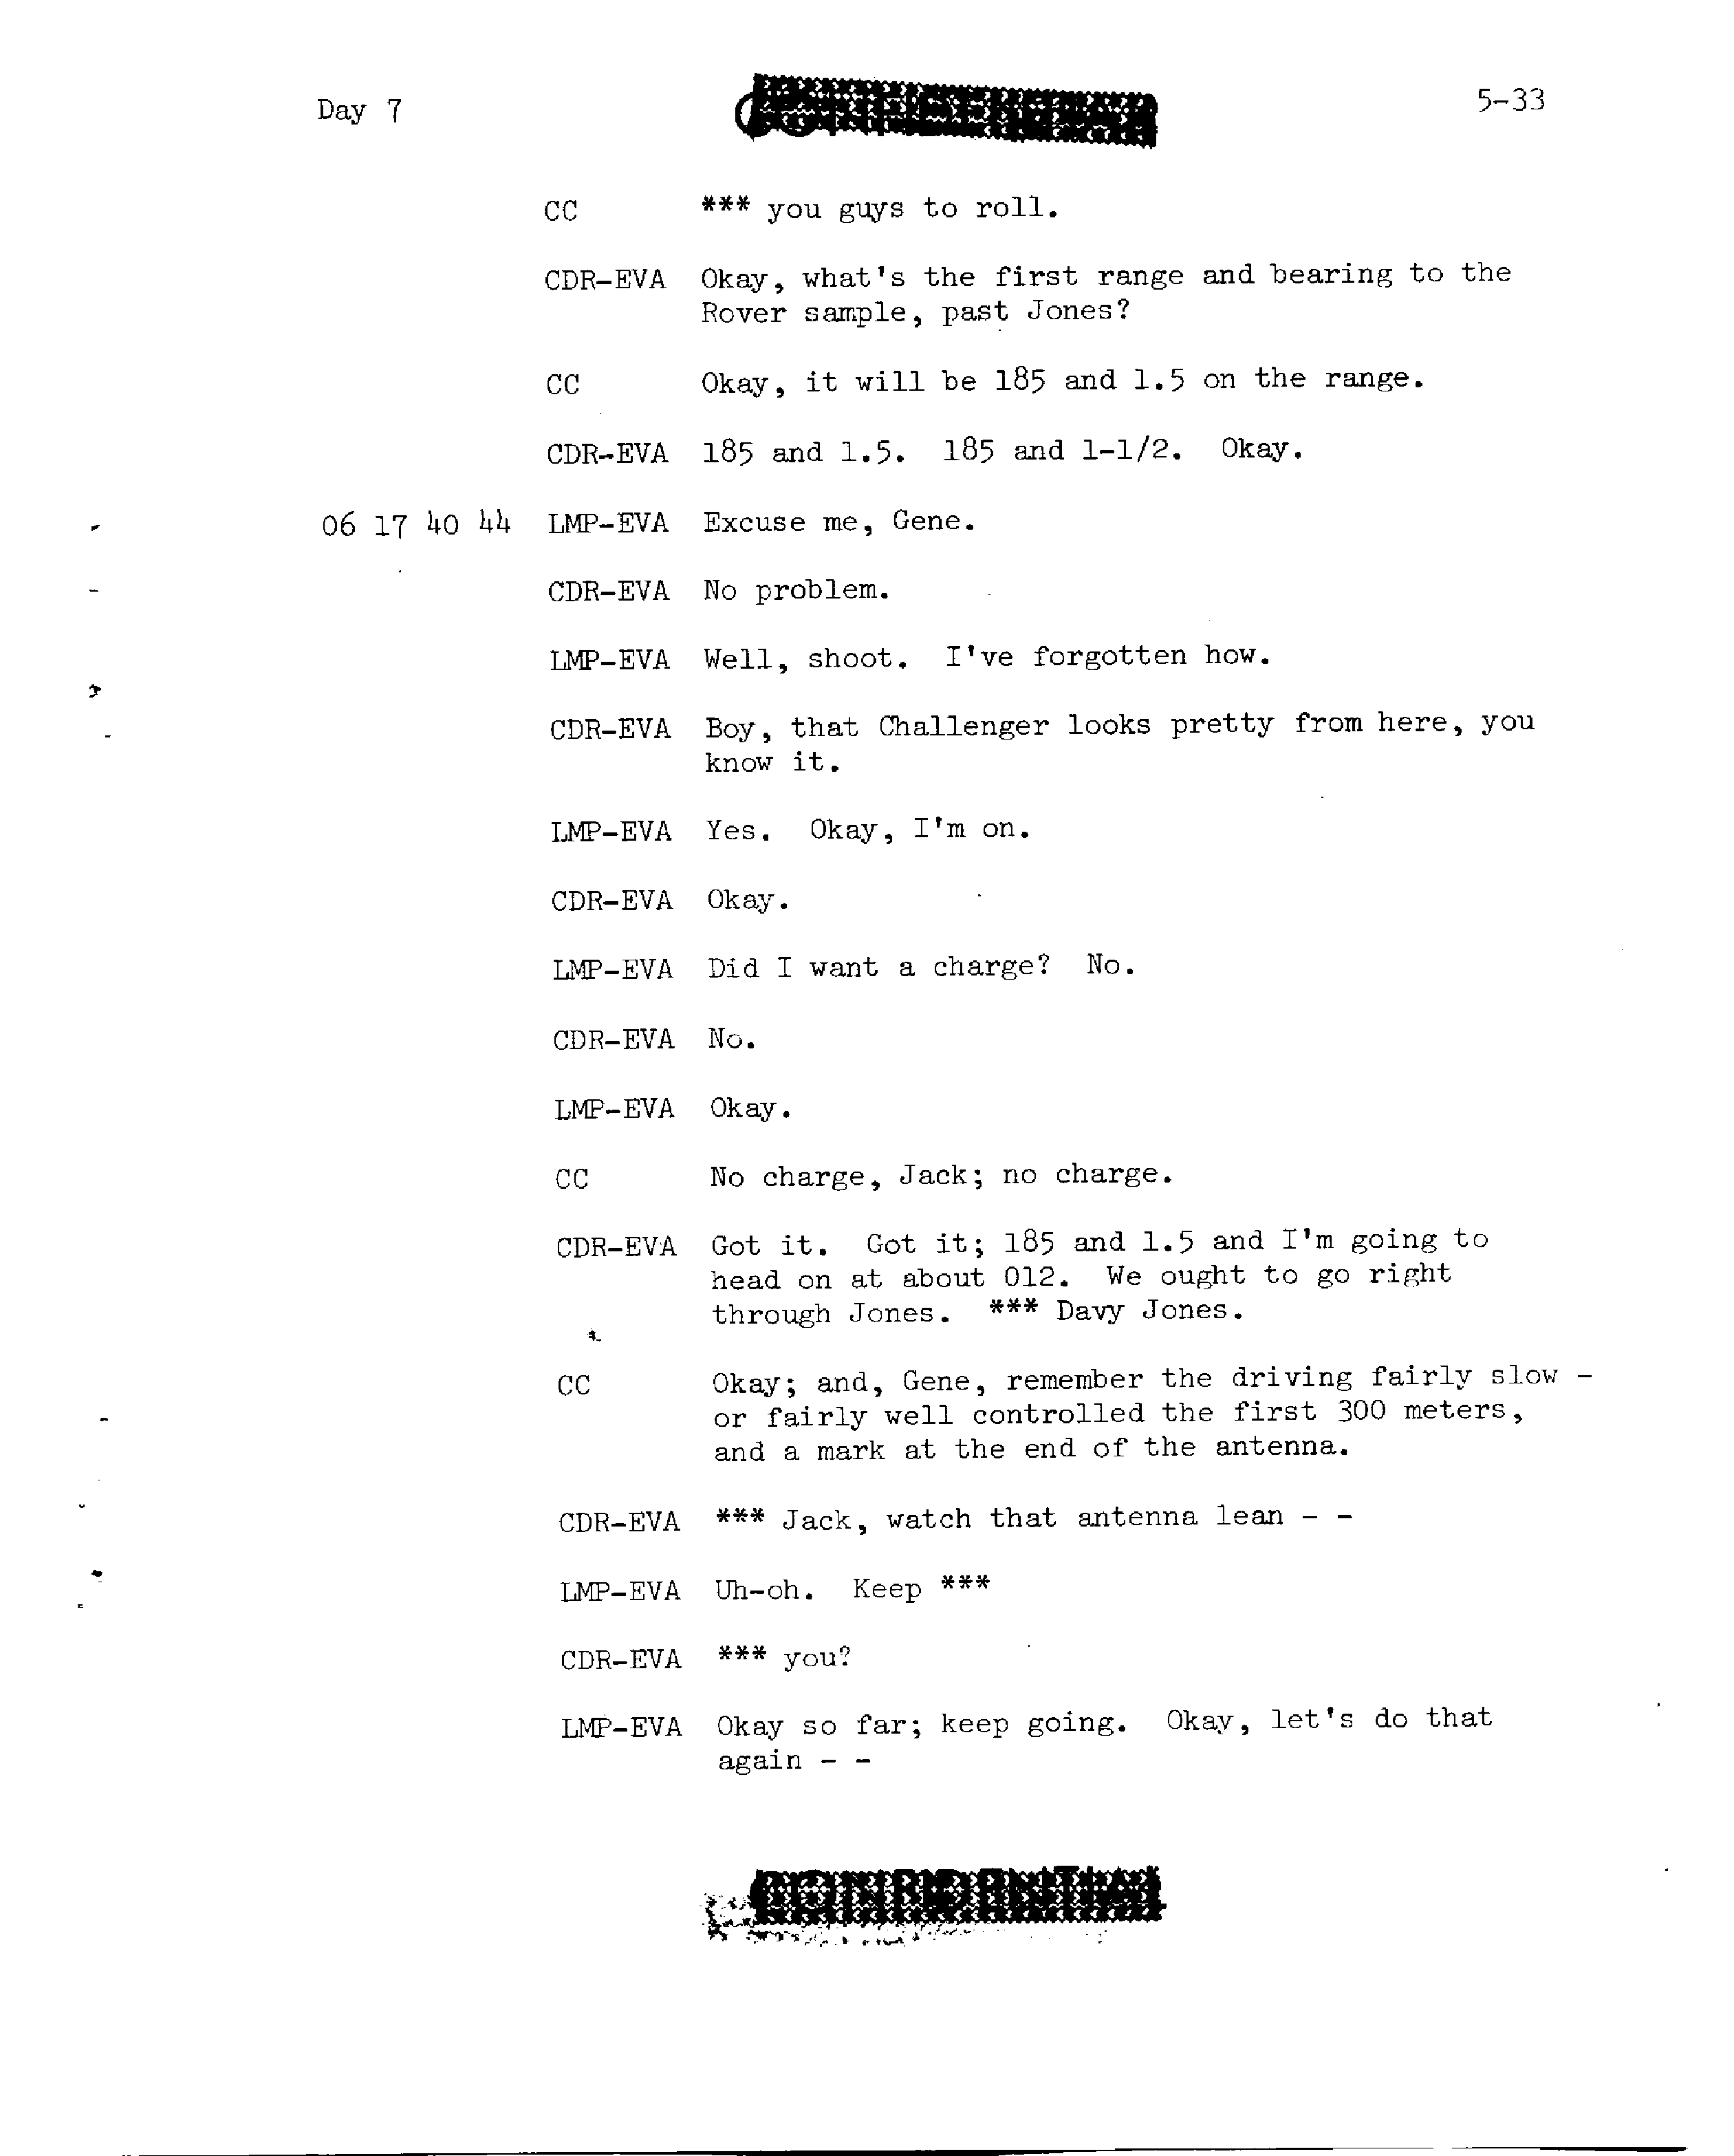 Day 7
5-33
CC *** you guys to roll.
CDR-EVA Okay, what's the first range and bearing to the
Rover sample, past Jones?
CC Okay, it will be 185 and 1.5 on the range.
CDR-EVA 185 and 1.5. 185 and 1-1/2. Okay.
06 17 40 44 LMP-EVA Excuse me, Gene.
CDR-EVA No problem.
LMP-EVA Well, shoot. I've forgotten how.
CDR-EVA Boy, that Challenger looks pretty from here, you
know it.
LMP-EVA Yes. Okay, I'm on.
CDR-EVA Okay.
LMP-EVA Did I want a charge? No.
CDR-EVA No.
LMP-EVA Okay.
CC No charge, Jack; no charge.
CDR-EVA Got it. Got it; 185 and 1.5 and I'm going to
head on at about 012. We ought to go right
through Jones. *** Davy Jones.
CC Okay; and, Gene, remember the driving fairly slow -
or fairly well controlled the first 300 meters,
and a mark at the end of the antenna.
CDR-EVA *** Jack, watch that antenna lean - -
LMP-EVA Uh-oh. Keep ***
CDR-EVA *** you?
LMP-EVA Okay so far; keep going. Okay, let's do that
again - -